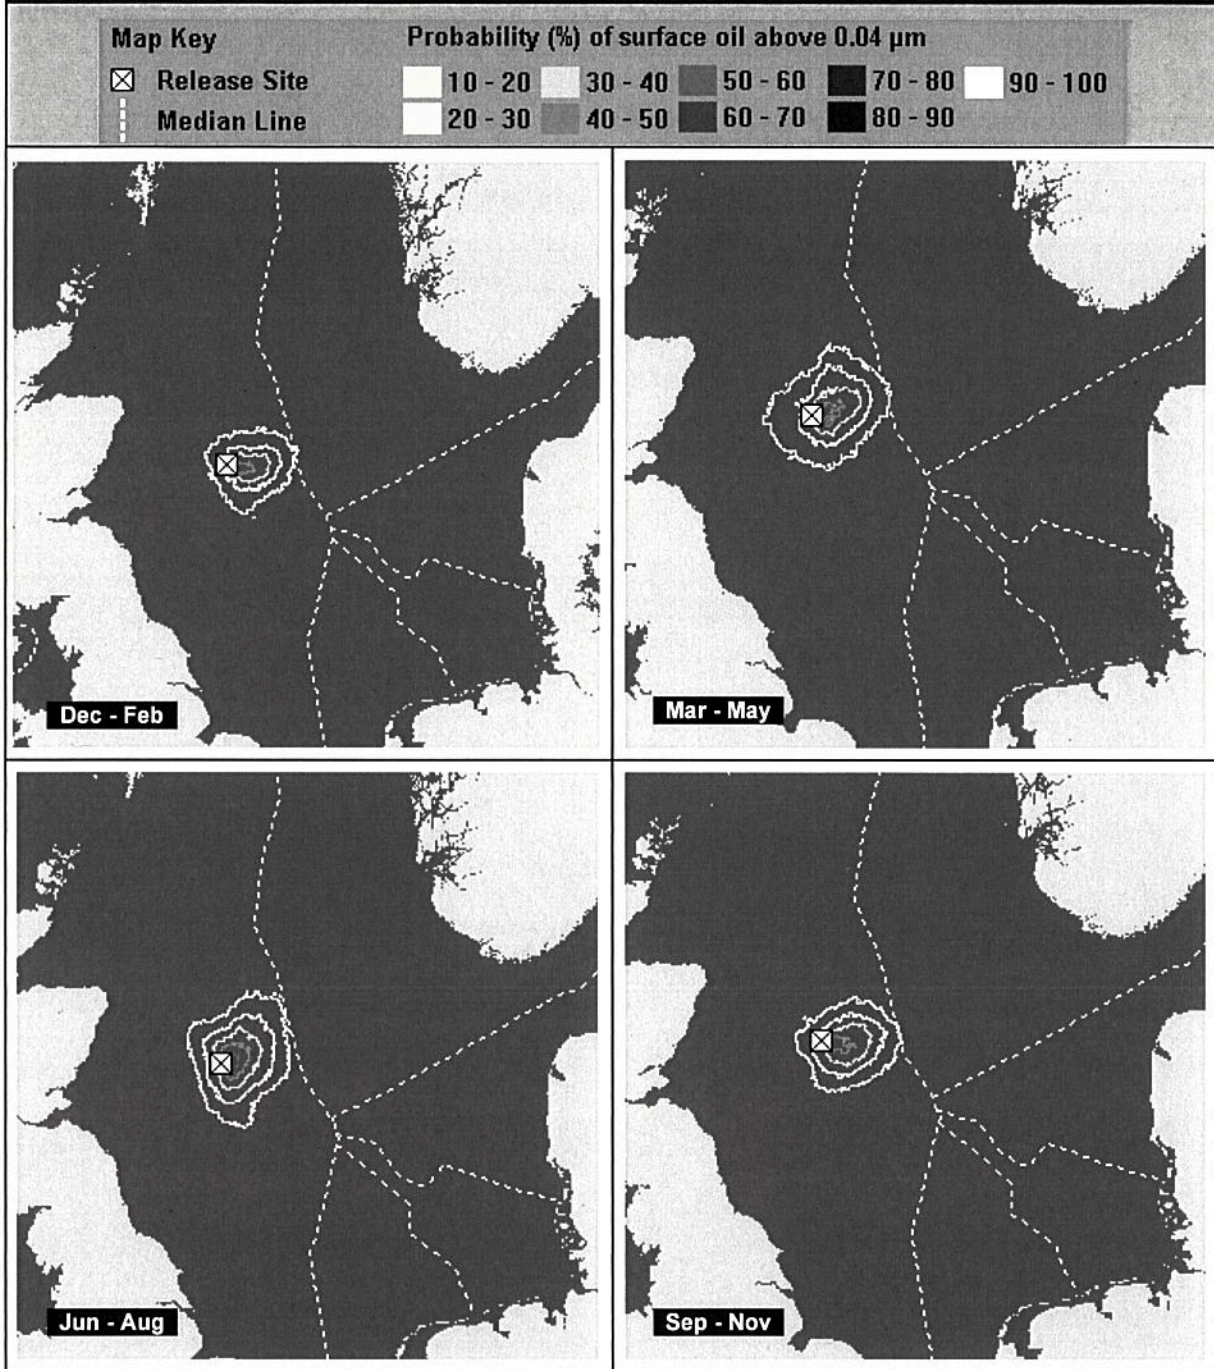 Map Key Probability (%) of surface oil above 0.04 µm
Release Site 10 - 20 30 - 40 50 - 60 70 - 80 90 - 100
Median Line 20 - 30 40 - 50 60 - 70 80 - 90
Dec - Feb
Mar - May
Jun - Aug
Sep - Nov